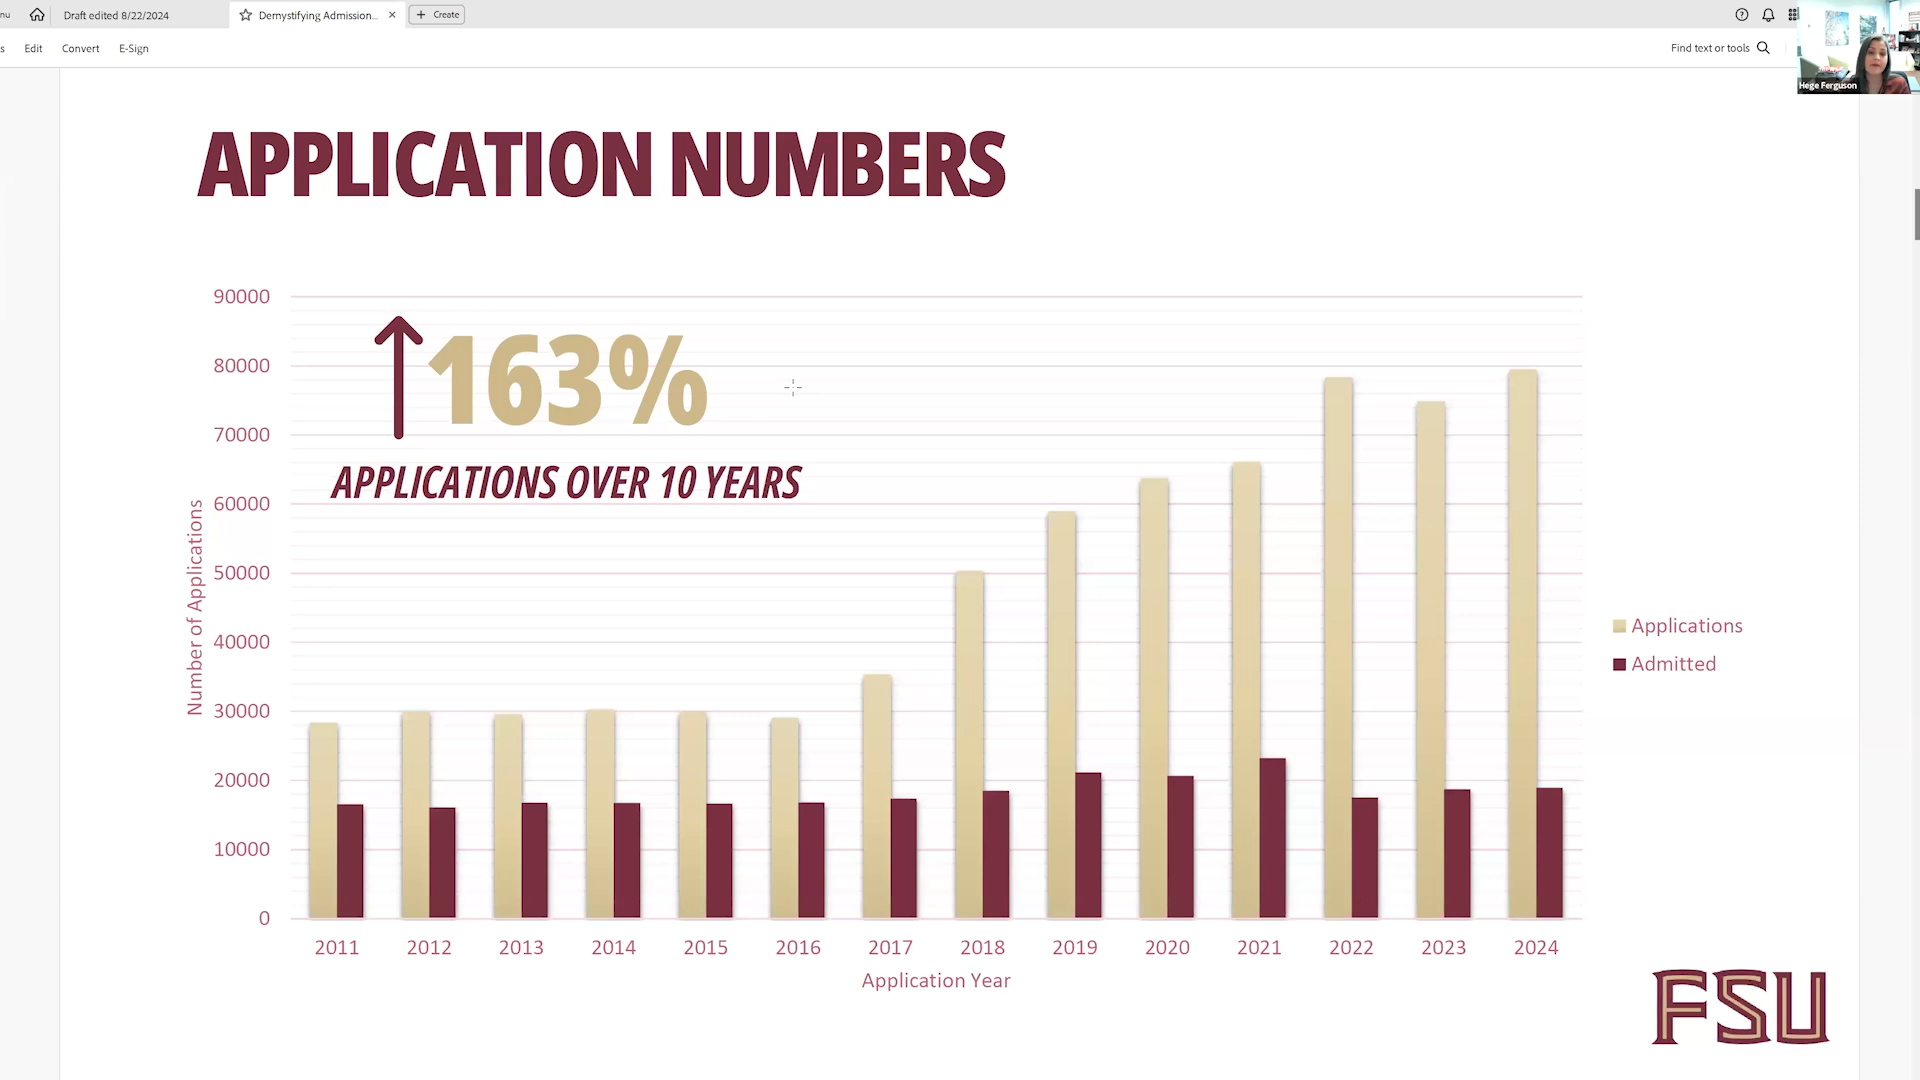 nu
Draft edited 8/22/2024
Demystifying Admission...
Create
s
Edit
Convert
E-Sign
Find text or tools
Hege Ferguson
APPLICATION NUMBERS
163%
APPLICATIONS OVER 10 YEARS
Number of Applications
90000
80000
70000
60000
50000
40000
30000
20000
10000
0
2011 2012 2013 2014 2015 2016 2017 2018 2019 2020 2021 2022 2023 2024
Application Year
Applications
Admitted
FSU